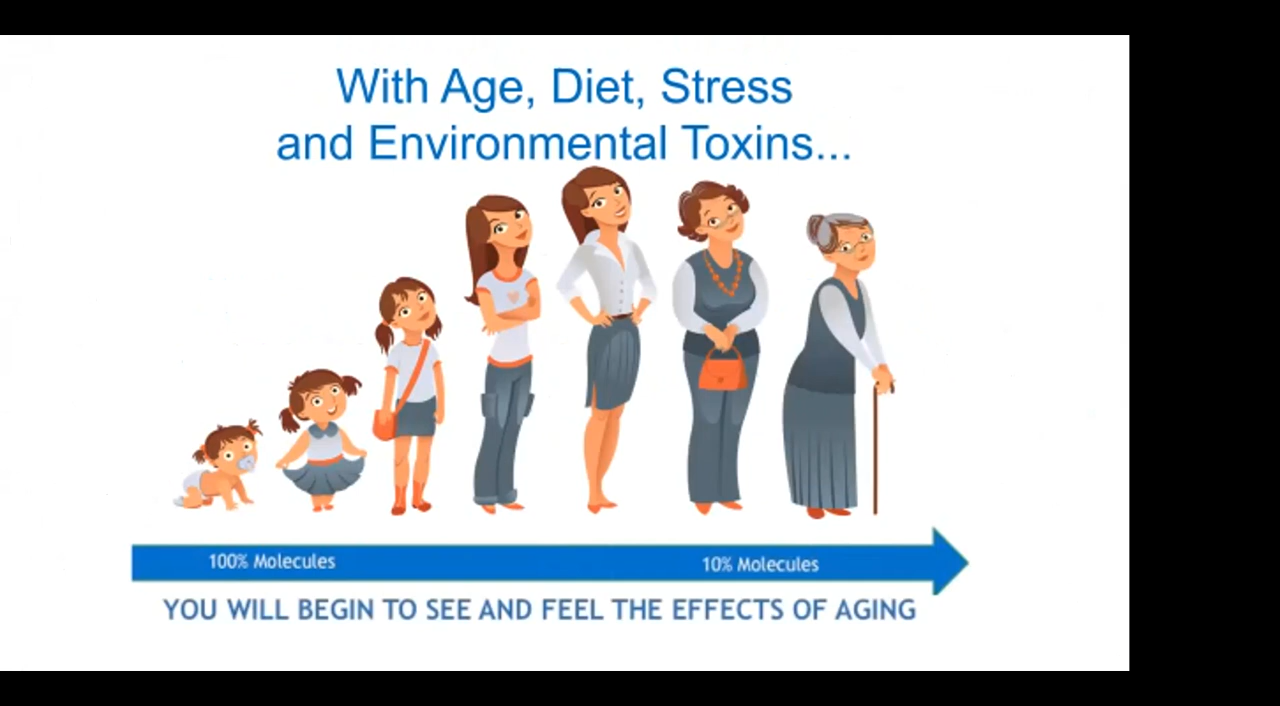 With Age, Diet, Stress
and Environmental Toxins...
100% Molecules
10% Molecules
YOU WILL BEGIN TO SEE AND FEEL THE EFFECTS OF AGING